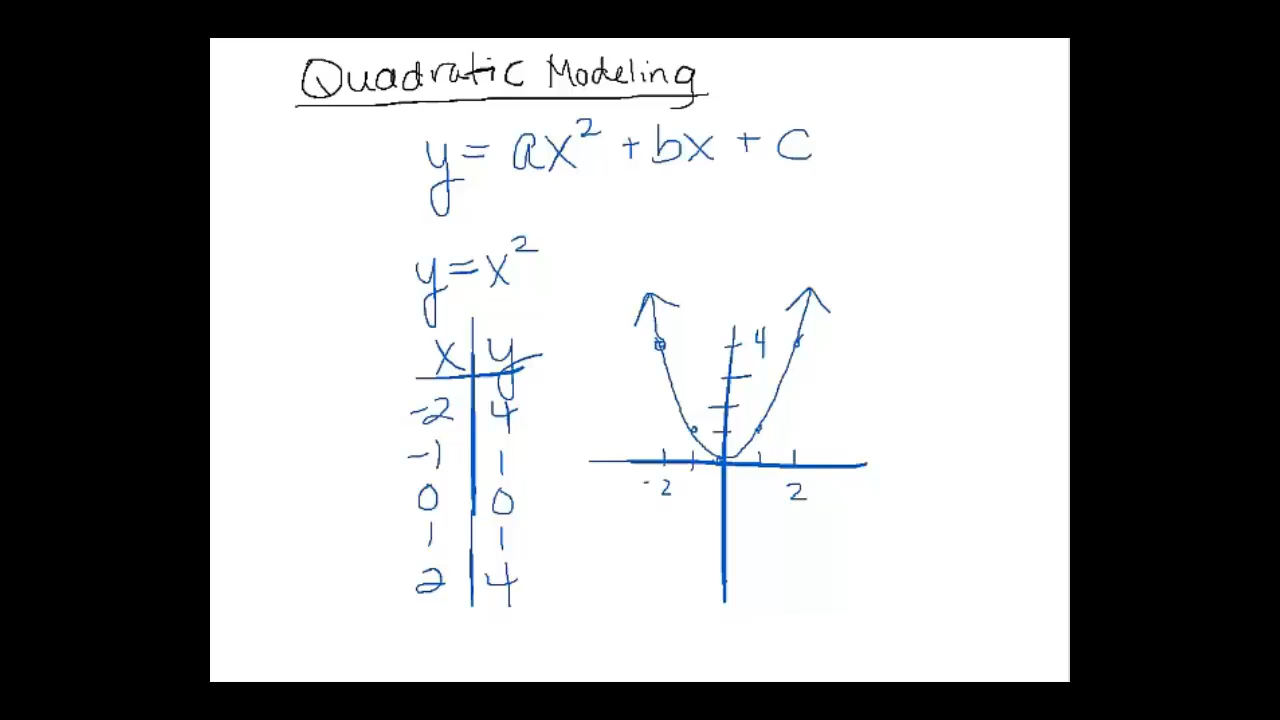 Quadratic Modeling
y = ax² + bx + c
y = x²
x y
-2 4
-1 1
0 0
1 1
2 4
4
-2 2